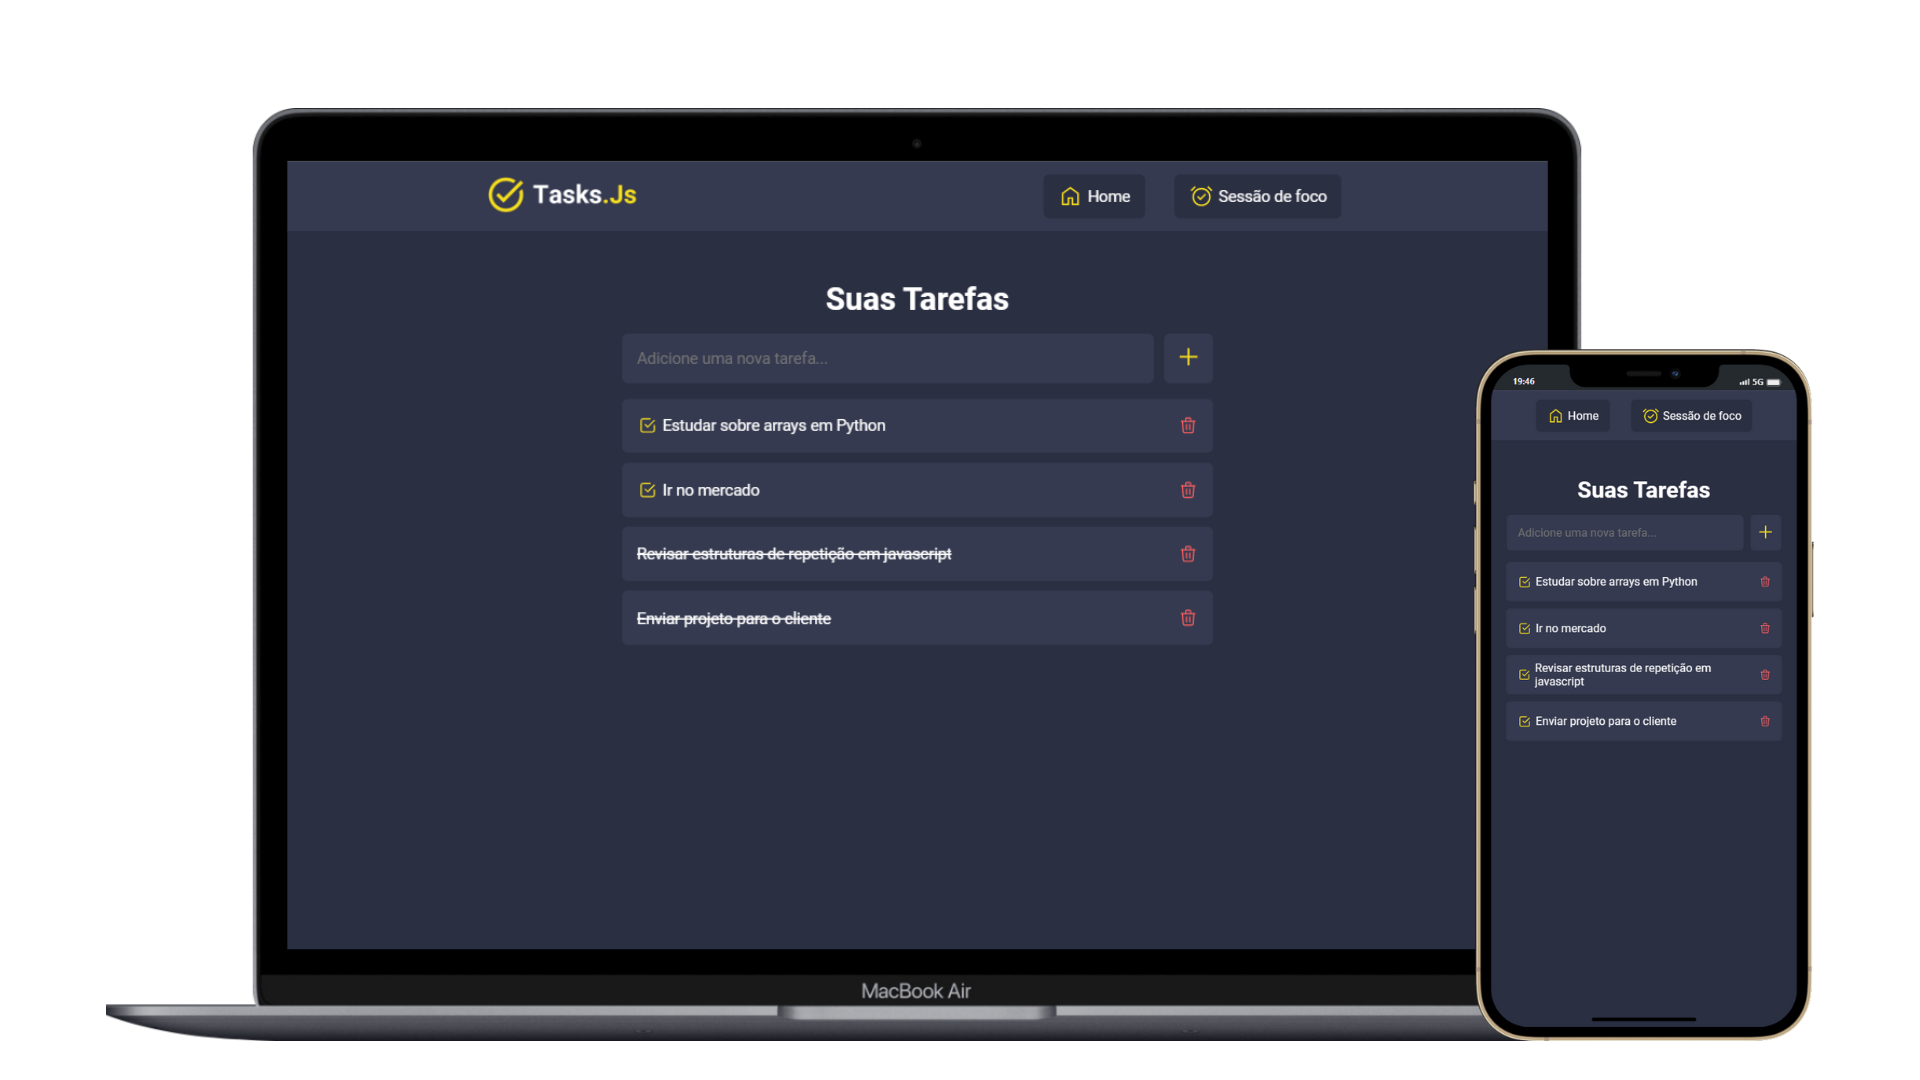 Tasks.Js
Home
Sessão de foco
Suas Tarefas
Adicione uma nova tarefa...
Estudar sobre arrays em Python
Ir no mercado
Revisar estruturas de repetição em javascript
Enviar projeto para o cliente
MacBook Air
19:46
5G
Home
Sessão de foco
Suas Tarefas
Adicione uma nova tarefa...
Estudar sobre arrays em Python
Ir no mercado
Revisar estruturas de repetição em
javascript
Enviar projeto para o cliente